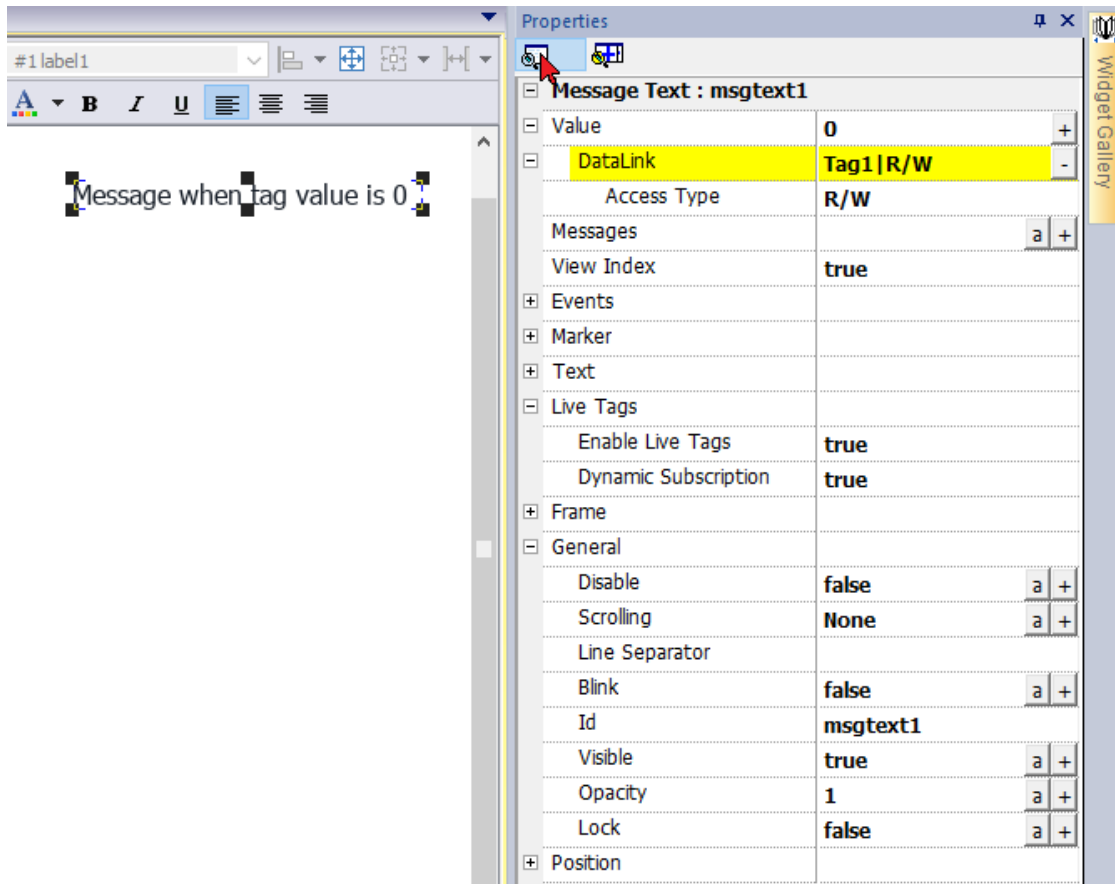 Properties
#1 label1
A B I U
Message when tag value is 0
Message Text : msgtext1
Value 0 +
DataLink Tag1|R/W -
Access Type R/W
Messages a +
View Index true
Events
Marker
Text
Live Tags
Enable Live Tags true
Dynamic Subscription true
Frame
General
Disable false a +
Scrolling None a +
Line Separator
Blink false a +
Id msgtext1
Visible true a +
Opacity 1 a +
Lock false a +
Position
Widget Gallery